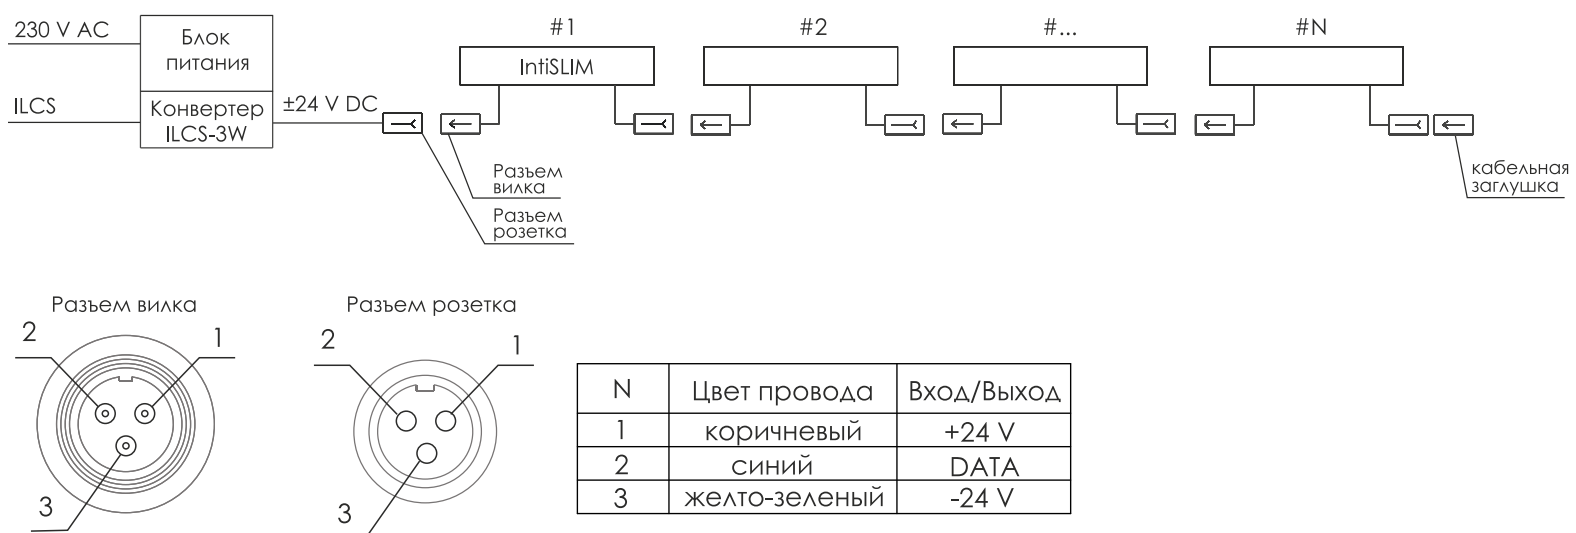 230 V AC
Блок
питания
ILCS
Конвертер
ILCS-3W
±24 V DC
#1
#2
#...
#N
IntiSLIM
Разъем
вилка
Разъем
розетка
кабельная
заглушка
Разъем вилка
2
1
3
Разъем розетка
2
1
3
N Цвет провода Вход/Выход
1 коричневый +24 V
2 синий DATA
3 желто-зеленый -24 V